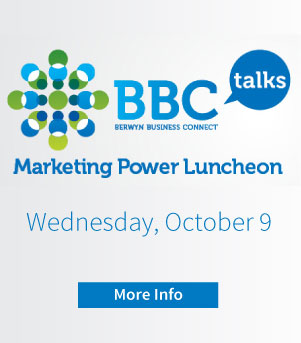 BBC talks
BERWYN BUSINESS CONNECT
Marketing Power Luncheon
Wednesday, October 9
More Info